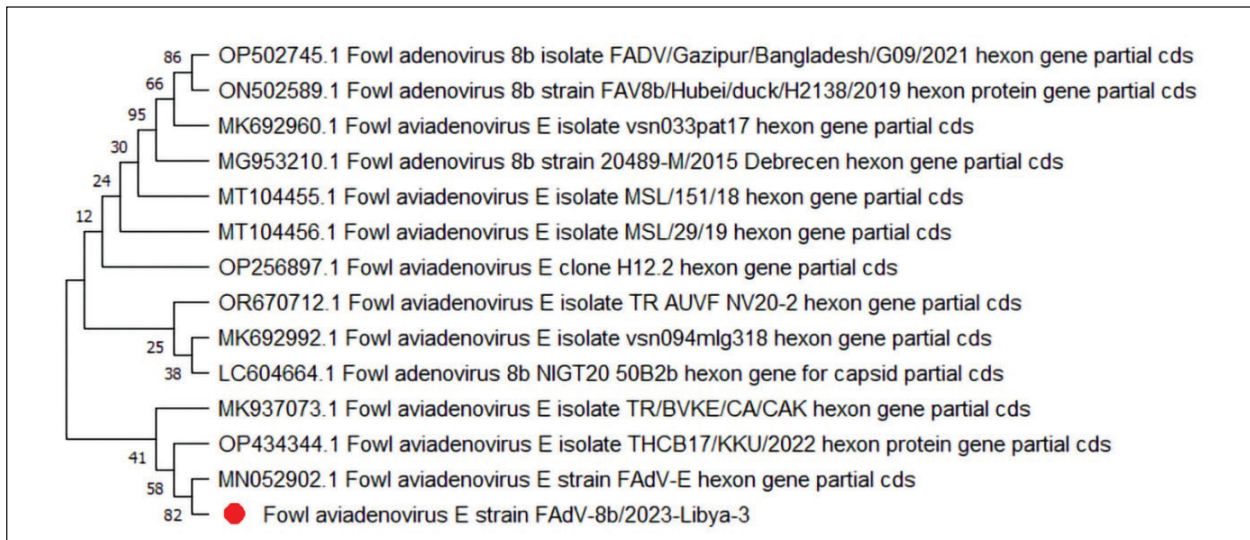 86 OP502745.1 Fowl adenovirus 8b isolate FADV/Gazipur/Bangladesh/G09/2021 hexon gene partial cds
66 ON502589.1 Fowl adenovirus 8b strain FAV8b/Hubei/duck/H2138/2019 hexon protein gene partial cds
95 MK692960.1 Fowl aviadenovirus E isolate vsn033pat17 hexon gene partial cds
30 MG953210.1 Fowl adenovirus 8b strain 20489-M/2015 Debrecen hexon gene partial cds
24 MT104455.1 Fowl aviadenovirus E isolate MSL/151/18 hexon gene partial cds
12 MT104456.1 Fowl aviadenovirus E isolate MSL/29/19 hexon gene partial cds
OP256897.1 Fowl aviadenovirus E clone H12.2 hexon gene partial cds
OR670712.1 Fowl aviadenovirus E isolate TR AUVF NV20-2 hexon gene partial cds
25 MK692992.1 Fowl aviadenovirus E isolate vsn094mlg318 hexon gene partial cds
38 LC604664.1 Fowl adenovirus 8b NIGT20 50B2b hexon gene for capsid partial cds
MK937073.1 Fowl aviadenovirus E isolate TR/BVKE/CA/CAK hexon gene partial cds
41 OP434344.1 Fowl aviadenovirus E isolate THCB17/KKU/2022 hexon protein gene partial cds
58 MN052902.1 Fowl aviadenovirus E strain FAdV-E hexon gene partial cds
82 Fowl aviadenovirus E strain FAdV-8b/2023-Libya-3